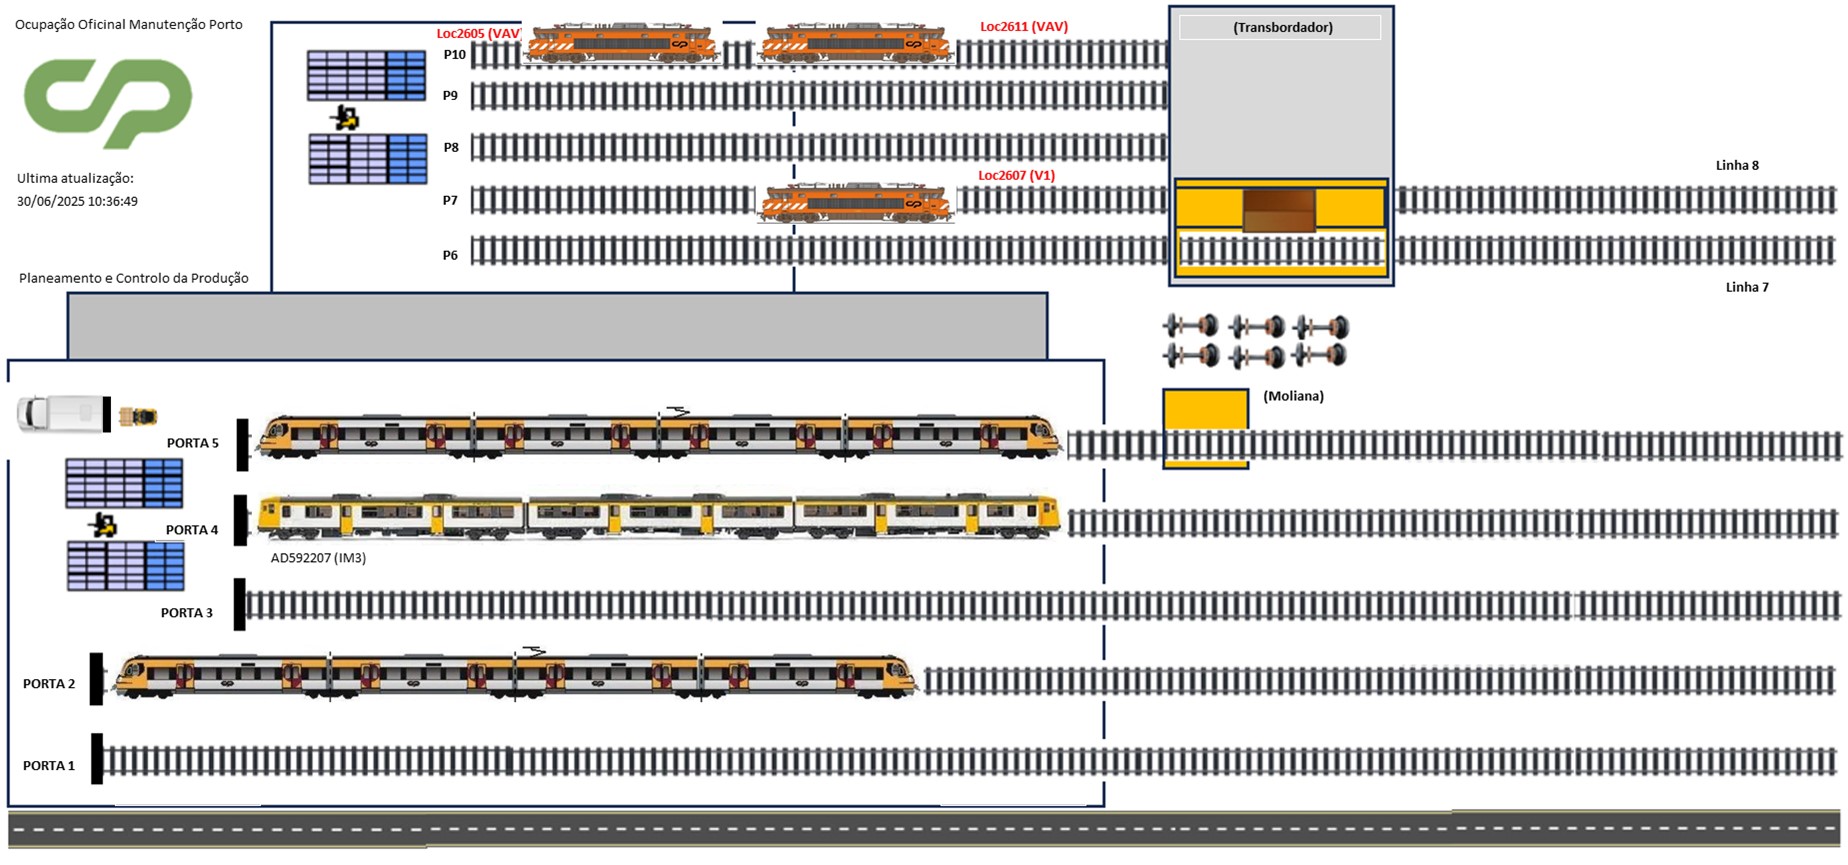 Ocupação Oficinal Manutenção Porto
Loc2605 (VAV)
Loc2611 (VAV)
(Transbordador)
P10
P9
P8
Ultima atualização:
30/06/2025 10:36:49
Loc2607 (V1)
Linha 8
P7
P6
Planeamento e Controlo da Produção
Linha 7
(Moliana)
PORTA 5
PORTA 4
AD592207 (IM3)
PORTA 3
PORTA 2
PORTA 1